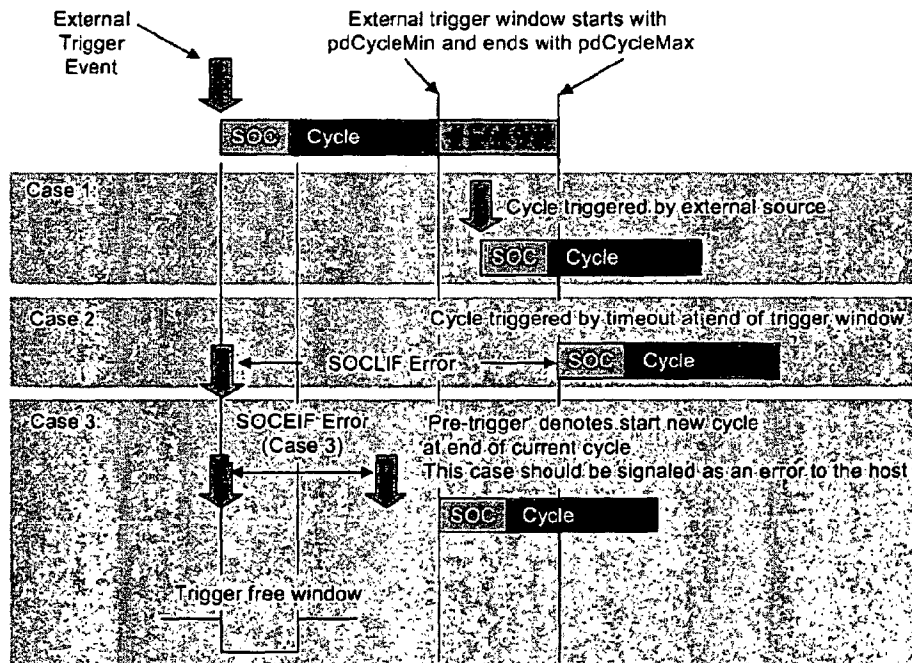 External
Trigger
Event
External trigger window starts with
pdCycleMin and ends with pdCycleMax
SOC Cycle
Case 1:
Cycle triggered by external source
SOC Cycle
Case 2
Cycle triggered by timeout at end of trigger window
SOCLIF Error
SOC Cycle
Case 3:
SOCEIF Error
(Case 3)
Pre-trigger denotes start new cycle
at end of current cycle
This case should be signaled as an error to the host
SOC Cycle
Trigger free window